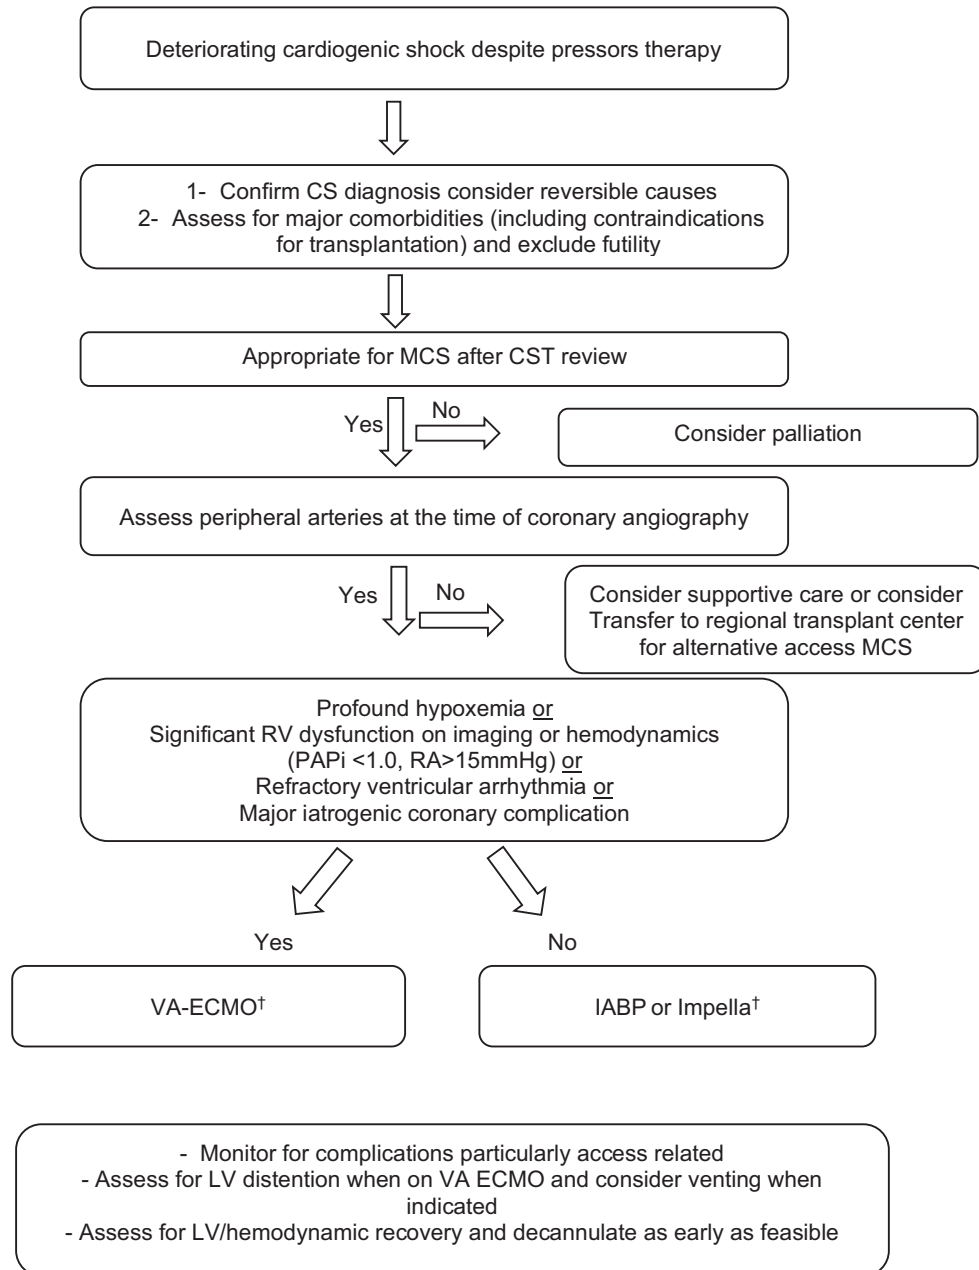 Deteriorating cardiogenic shock despite pressors therapy
1- Confirm CS diagnosis consider reversible causes
2- Assess for major comorbidities (including contraindications
for transplantation) and exclude futility
Appropriate for MCS after CST review
Yes
No
Consider palliation
Assess peripheral arteries at the time of coronary angiography
Yes
No
Consider supportive care or consider
Transfer to regional transplant center
for alternative access MCS
Profound hypoxemia or
Significant RV dysfunction on imaging or hemodynamics
(PAPi <1.0, RA>15mmHg) or
Refractory ventricular arrhythmia or
Major iatrogenic coronary complication
Yes
No
VA-ECMO†
IABP or Impella†
- Monitor for complications particularly access related
- Assess for LV distention when on VA ECMO and consider venting when
indicated
- Assess for LV/hemodynamic recovery and decannulate as early as feasible